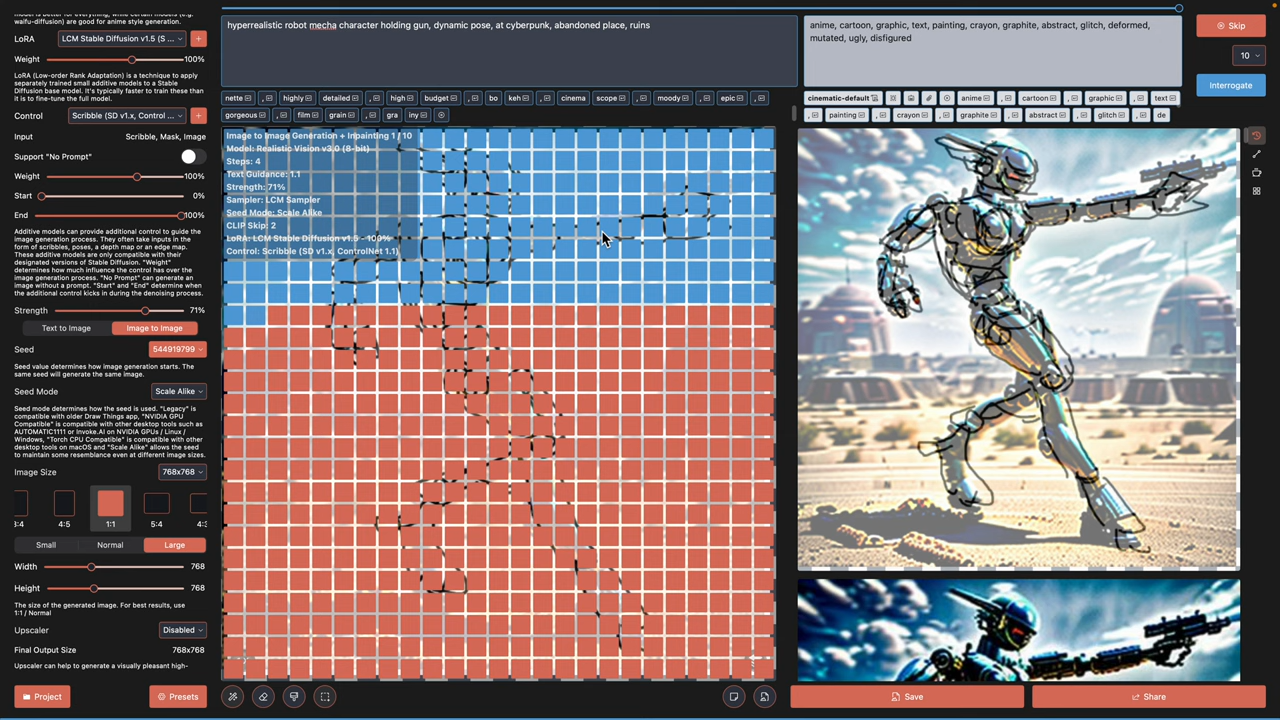 models for better effectiveness, while certain models (e.g.
waifu-diffusion) are good for anime style generation.
LoRA
LCM Stable Diffusion v1.5 (S ...
Weight
100%
LoRA (Low-order Rank Adaptation) is a technique to apply
separately trained small additive models to a Stable
Diffusion base model. It's typically faster to train these than
it is to fine-tune the full model.
Control
Scribble (SD v1.x, Control ...
Input
Scribble, Mask, Image
Support "No Prompt"
Weight
100%
Start
0%
End
100%
Additive models can provide additional control to guide the
image generation process. They often take inputs in the
form of scribbles, poses, a depth map or an edge map.
These additive models are only compatible with their
designated versions of Stable Diffusion. "Weight"
determines how much influence the control has over the
image generation process. "No Prompt" can generate an
image without a prompt. "Start" and "End" determine when
the additional control kicks in during the denoising process.
Strength
71%
Text to Image
Image to Image
Seed
544919799
Seed value determines how image generation starts. The
same seed will generate the same image.
Seed Mode
Scale Alike
Seed mode determines how the seed is used. "Legacy" is
compatible with older Draw Things app, "NVIDIA GPU
Compatible" is compatible with other desktop tools such as
AUTOMATIC1111 or Invoke.AI on NVIDIA GPUs / Linux /
Windows, "Torch CPU Compatible" is compatible with other
desktop tools on macOS and "Scale Alike" allows the seed
to maintain some resemblance even at different image sizes.
Image Size
768x768
3:4
4:5
1:1
5:4
4:3
Small
Normal
Large
Width
768
Height
768
The size of the generated image. For best results, use
1:1 / Normal
Upscaler
Disabled
Final Output Size
768x768
Upscaler can help to generate a visually pleasant high-
Project
Presets
hyperrealistic robot mecha character holding gun, dynamic pose, at cyberpunk, abandoned place, ruins
nette , highly detailed , high budget , bo keh , cinema scope , moody , epic ,
gorgeous , film grain , gra iny
Image to Image Generation + Inpainting 1 / 10
Model: Realistic Vision v3.0 (8-bit)
Steps: 4
Text Guidance: 1.1
Strength: 71%
Sampler: LCM Sampler
Seed Mode: Scale Alike
CLIP Skip: 2
LoRA: LCM Stable Diffusion v1.5 - 100%
Control: Scribble (SD v1.x, ControlNet 1.1)
anime, cartoon, graphic, text, painting, crayon, graphite, abstract, glitch, deformed,
mutated, ugly, disfigured
cinematic-default anime , cartoon , graphic , text
, painting , crayon , graphite , abstract , glitch , de
Skip
10
Interrogate
Save
Share